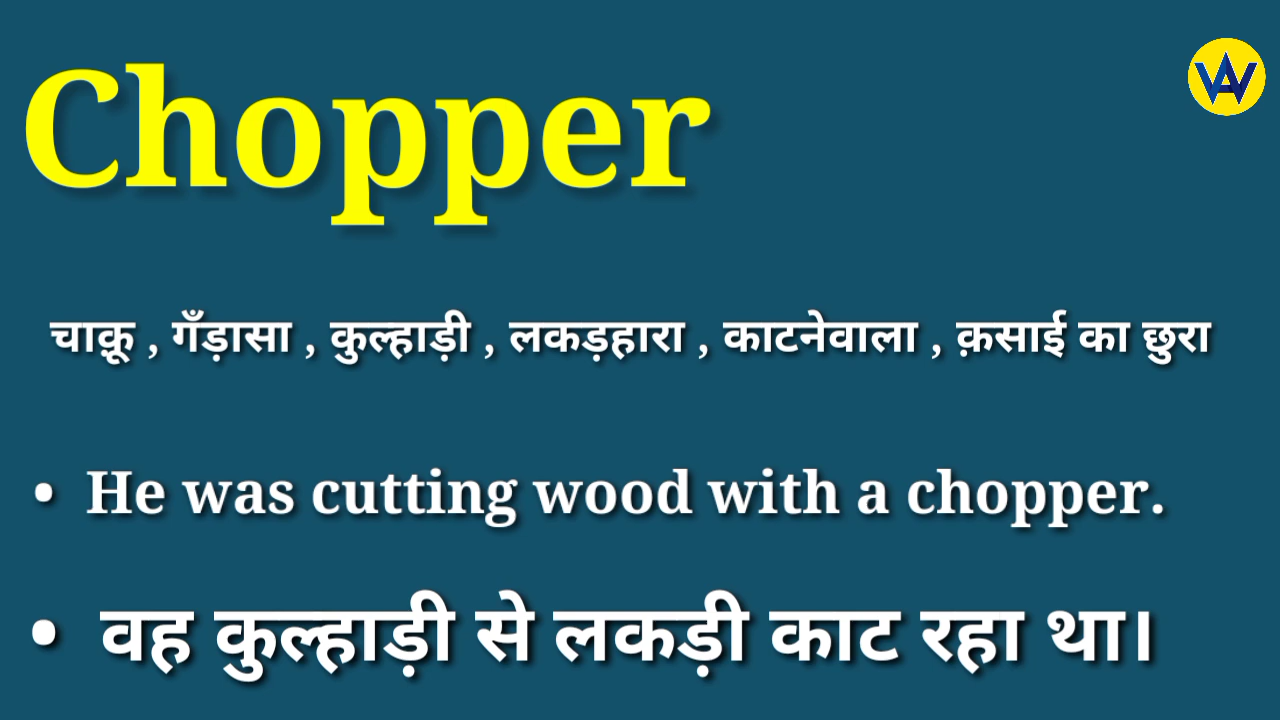 Chopper
चाक़ू , गँड़ासा , कुल्हाड़ी , लकड़हारा , काटनेवाला , क़साई का छुरा
• He was cutting wood with a chopper.
• वह कुल्हाड़ी से लकड़ी काट रहा था।